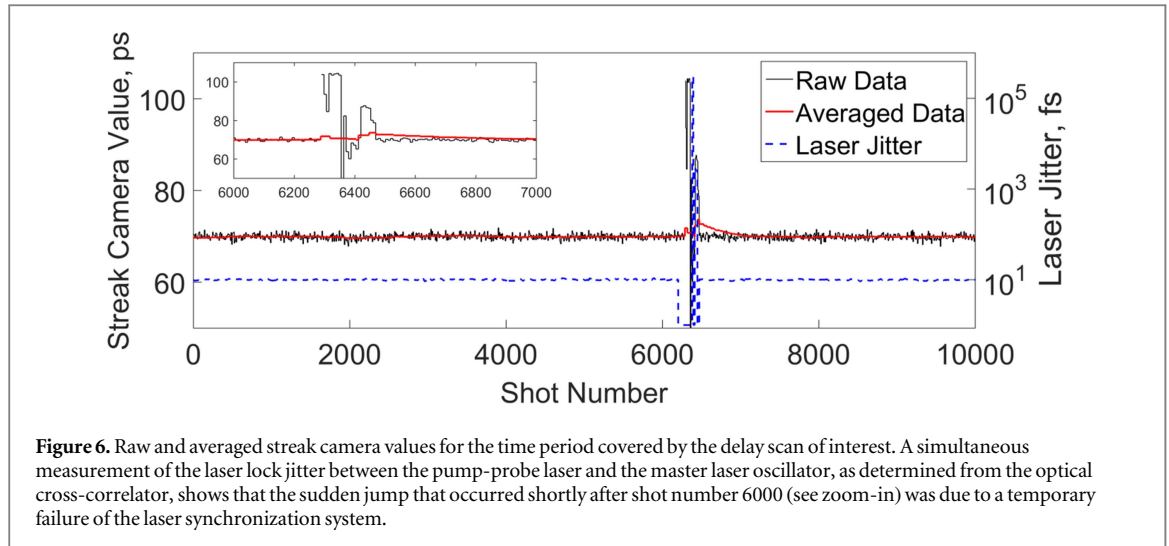 Streak Camera Value, ps
100
80
60
100
80
60
6000 6200 6400 6600 6800 7000
Raw Data
Averaged Data
Laser Jitter
10^5
10^3
10^1
Laser Jitter, fs
0 2000 4000 6000 8000 10000
Shot Number
Figure 6. Raw and averaged streak camera values for the time period covered by the delay scan of interest. A simultaneous
measurement of the laser lock jitter between the pump-probe laser and the master laser oscillator, as determined from the optical
cross-correlator, shows that the sudden jump that occurred shortly after shot number 6000 (see zoom-in) was due to a temporary
failure of the laser synchronization system.